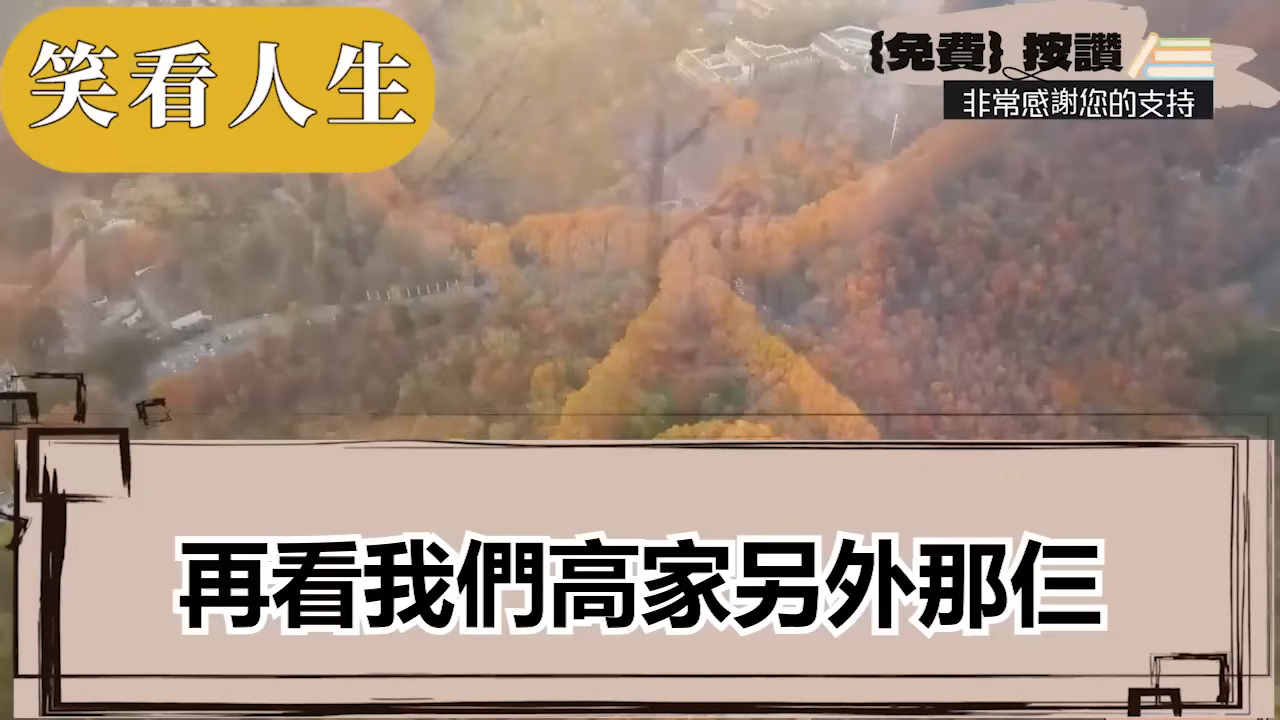 笑看人生
{免費} 按讚
非常感謝您的支持
再看我們高家另外那仨